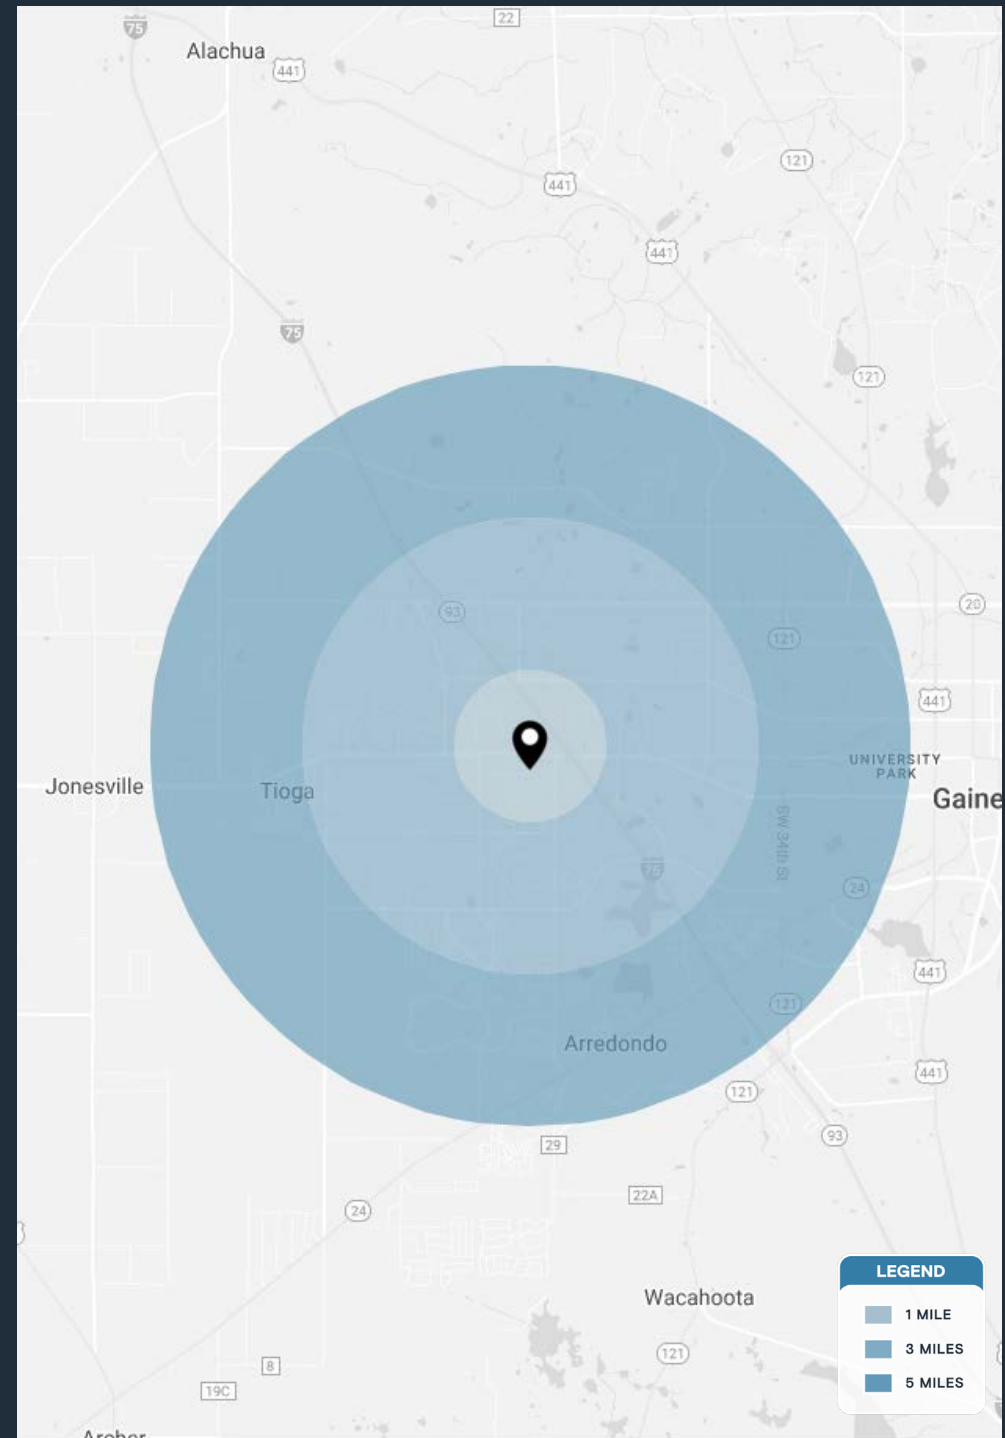 22
75
Alachua
441
121
441
441
75
121
93
20
121
441
UNIVERSITY
PARK
Jonesville
Tioga
Gaine
SW 34th St
75
24
441
121
Arredondo
441
121
93
29
22A
24
LEGEND
1 MILE
3 MILES
5 MILES
Wacahoota
121
8
19C
Archer